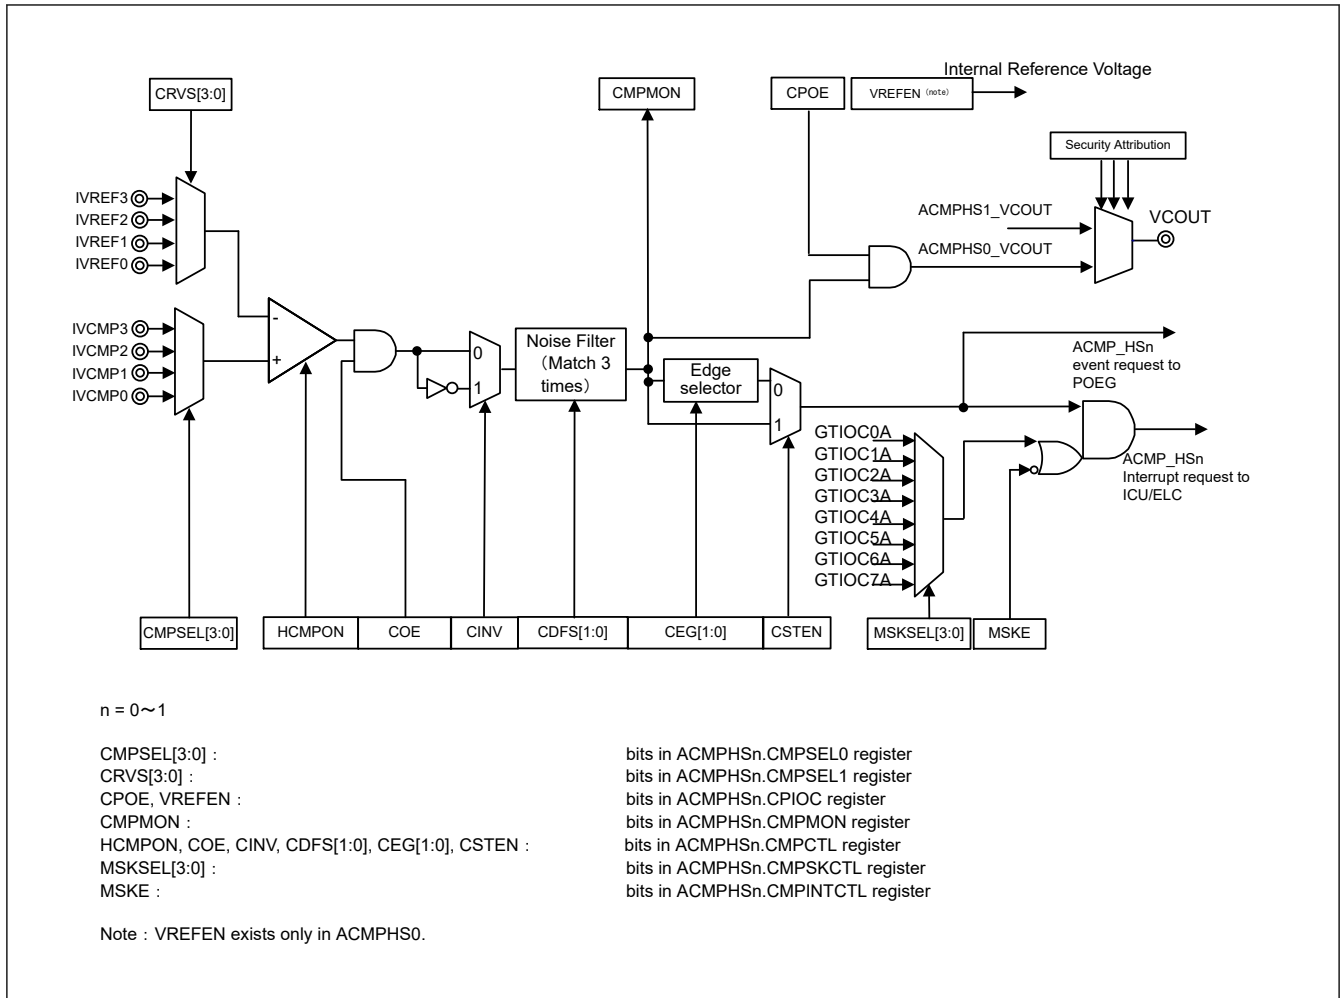 Internal Reference Voltage
CRVS[3:0]
CMPMON
CPOE
VREFEN (note)
Security Attribution
IVREF3
IVREF2
IVREF1
IVREF0
ACMPHS1_VCOUT
VCOUT
ACMPHS0_VCOUT
IVCMP3
IVCMP2
IVCMP1
IVCMP0
-
+
0
1
Noise Filter
（Match 3
times）
Edge
selector
0
1
ACMP_HSn
event request to
POEG
GTIOC0A
GTIOC1A
GTIOC2A
GTIOC3A
GTIOC4A
GTIOC5A
GTIOC6A
GTIOC7A
ACMP_HSn
Interrupt request to
ICU/ELC
CMPSEL[3:0]
HCMPON
COE
CINV
CDFS[1:0]
CEG[1:0]
CSTEN
MSKSEL[3:0]
MSKE
n = 0～1
CMPSEL[3:0] : bits in ACMPHSn.CMPSEL0 register
CRVS[3:0] : bits in ACMPHSn.CMPSEL1 register
CPOE, VREFEN : bits in ACMPHSn.CPIOC register
CMPMON : bits in ACMPHSn.CMPMON register
HCMPON, COE, CINV, CDFS[1:0], CEG[1:0], CSTEN : bits in ACMPHSn.CMPCTL register
MSKSEL[3:0] : bits in ACMPHSn.CMPSKCTL register
MSKE : bits in ACMPHSn.CMPINTCTL register
Note : VREFEN exists only in ACMPHS0.